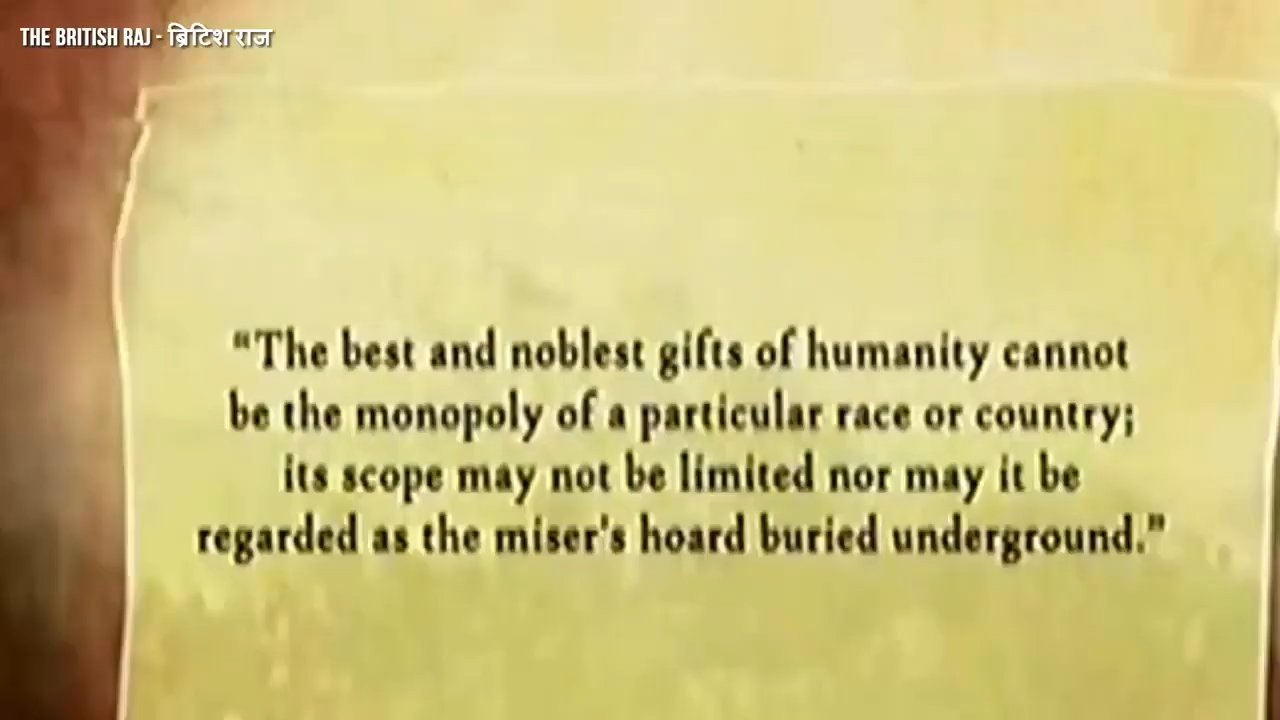 THE BRITISH RAJ - ब्रिटिश राज
“The best and noblest gifts of humanity cannot
be the monopoly of a particular race or country;
its scope may not be limited nor may it be
regarded as the miser's hoard buried underground.”